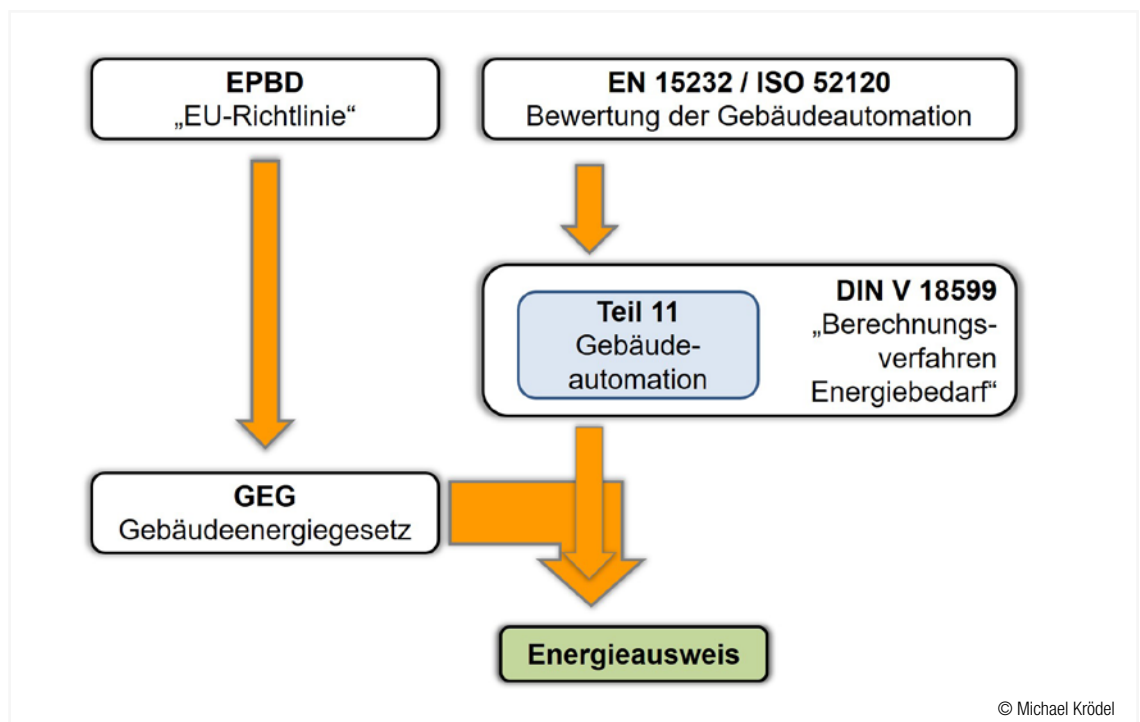 EPBD
„EU-Richtlinie“
EN 15232 / ISO 52120
Bewertung der Gebäudeautomation
Teil 11
Gebäude-
automation
DIN V 18599
„Berechnungs-
verfahren
Energiebedarf“
GEG
Gebäudeenergiegesetz
Energieausweis
© Michael Krödel